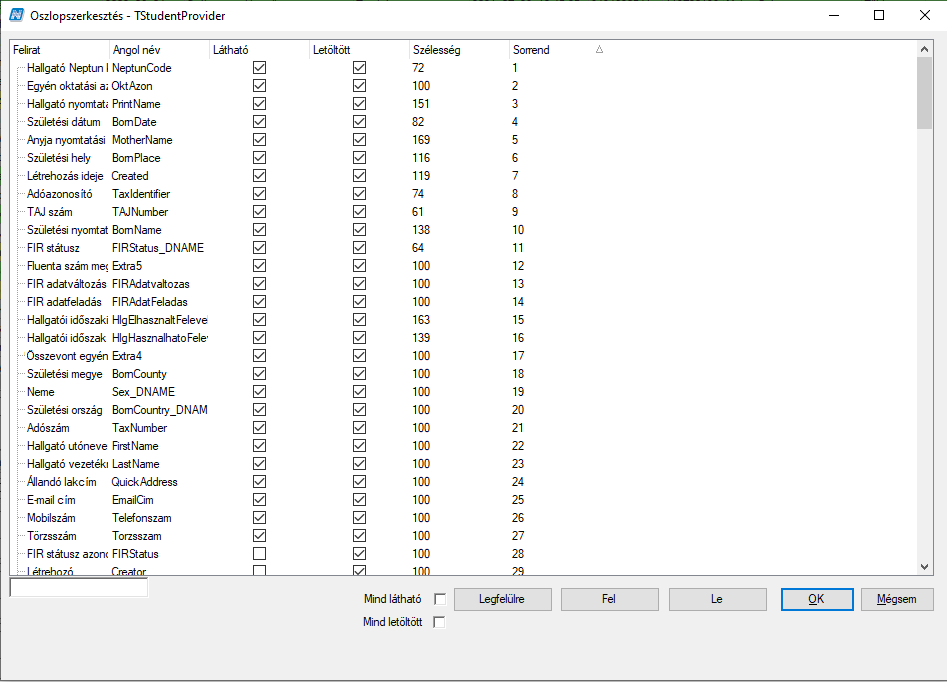 Oszlopszerkesztés - TStudentProvider
Felirat Angol név Látható Letöltött Szélesség Sorrend
Hallgató Neptun NeptunCode 72 1
Egyén oktatási az OktAzon 100 2
Hallgató nyomtata PrintName 151 3
Születési dátum BornDate 82 4
Anyja nyomtatási MotherName 169 5
Születési hely BornPlace 116 6
Létrehozás ideje Created 119 7
Adóazonosító TaxIdentifier 74 8
TAJ szám TAJNumber 61 9
Születési nyomtat BornName 138 10
FIR státusz FIRStatus_DNAME 64 11
Fluenta szám meg Extra5 100 12
FIR adatváltozás FIRAdatvaltozas 100 13
FIR adatfeladás FIRAdatFeladas 100 14
Hallgatói időszaki HlgElhasznaltFelevel 163 15
Hallgatói időszak HlgHasznalhatoFelev 139 16
Összevont egyén Extra4 100 17
Születési megye BornCounty 100 18
Neme Sex_DNAME 100 19
Születési ország BornCountry_DNAM 100 20
Adószám TaxNumber 100 21
Hallgató utóneve FirstName 100 22
Hallgató vezetékn LastName 100 23
Állandó lakcím QuickAddress 100 24
E-mail cím EmailCim 100 25
Mobilszám Telefonszam 100 26
Törzsszám Torzsszam 100 27
FIR státusz azono FIRStatus 100 28
Létrehozó Creator 100 29
Mind látható Legfelülre Fel Le OK Mégsem
Mind letöltött